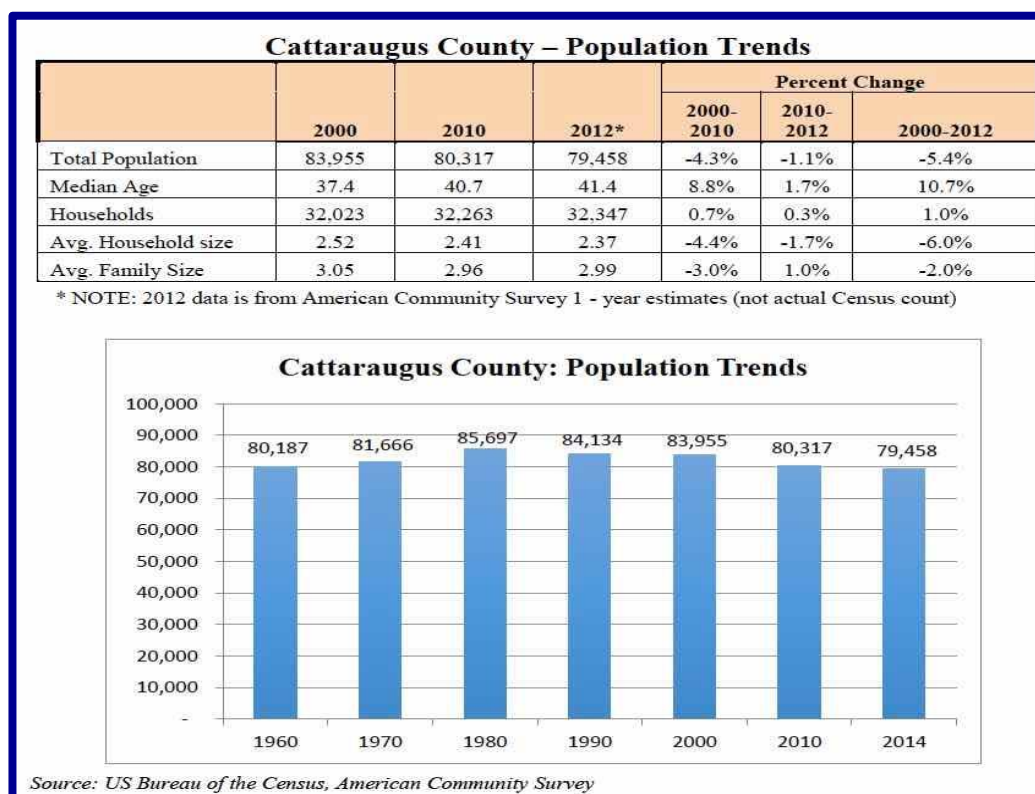 Cattaraugus County – Population Trends
Percent Change
2000 2010 2012* 2000-2010 2010-2012 2000-2012
Total Population 83,955 80,317 79,458 -4.3% -1.1% -5.4%
Median Age 37.4 40.7 41.4 8.8% 1.7% 10.7%
Households 32,023 32,263 32,347 0.7% 0.3% 1.0%
Avg. Household size 2.52 2.41 2.37 -4.4% -1.7% -6.0%
Avg. Family Size 3.05 2.96 2.99 -3.0% 1.0% -2.0%
* NOTE: 2012 data is from American Community Survey 1 - year estimates (not actual Census count)
Cattaraugus County: Population Trends
100,000
90,000
80,000
70,000
60,000
50,000
40,000
30,000
20,000
10,000
-
80,187 81,666 85,697 84,134 83,955 80,317 79,458
1960 1970 1980 1990 2000 2010 2014
Source: US Bureau of the Census, American Community Survey